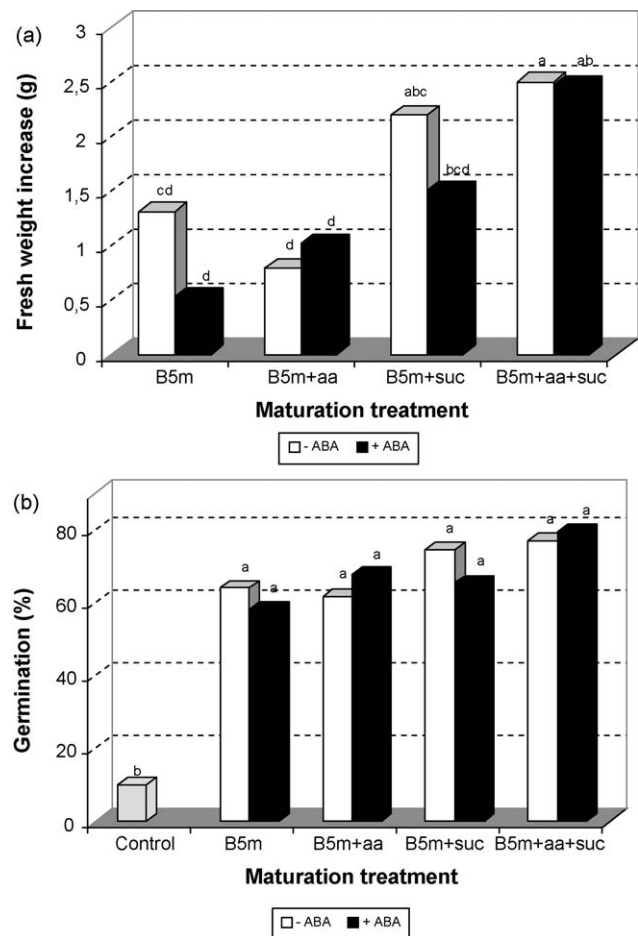 (a)
Fresh weight increase (g)
3
2,5
2
1,5
1
0,5
0
cd
d
d
d
abc
bcd
a
ab
B5m
B5m+aa
B5m+suc
B5m+aa+suc
Maturation treatment
- ABA
+ ABA
(b)
Germination (%)
80
60
40
20
0
b
a
a
a
a
a
a
a
a
Control
B5m
B5m+aa
B5m+suc
B5m+aa+suc
Maturation treatment
- ABA
+ ABA